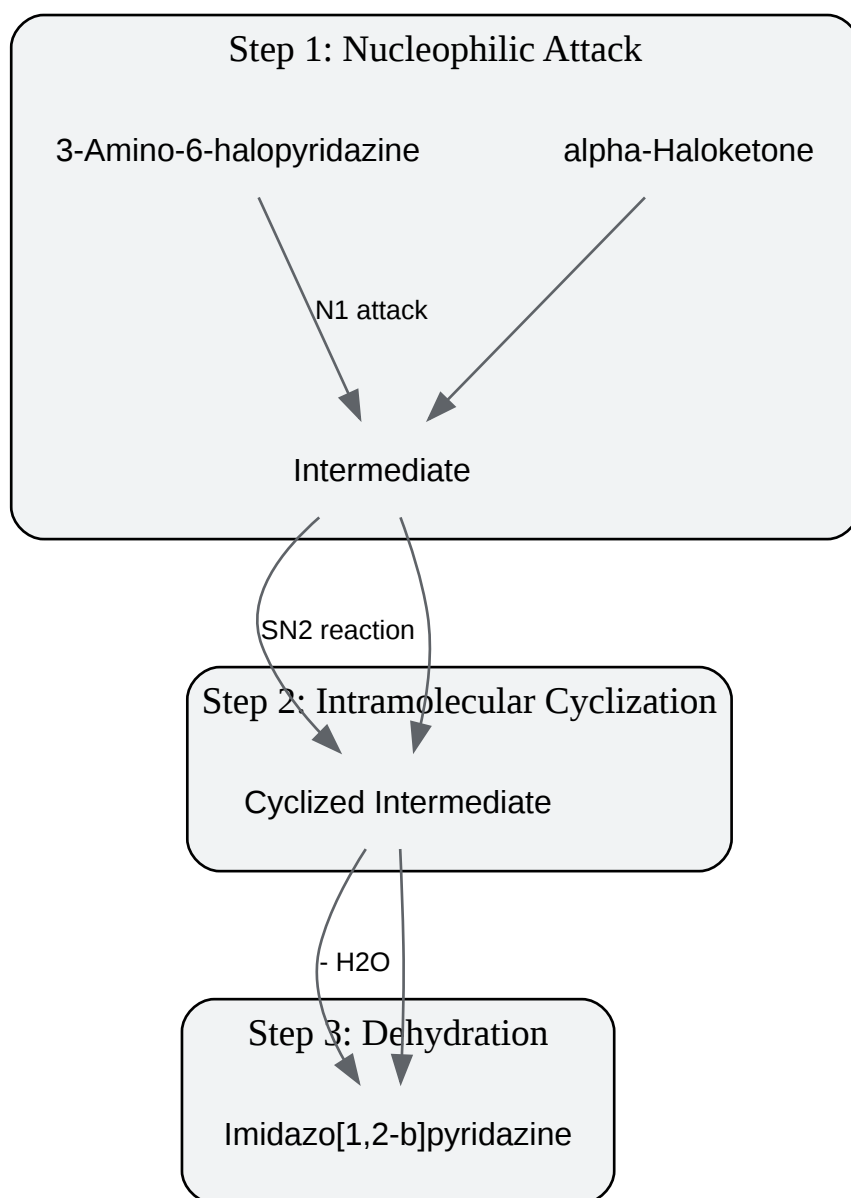 Step 1: Nucleophilic Attack
3-Amino-6-halopyridazine
alpha-Haloketone
N1 attack
Intermediate
SN2 reaction
Step 2: Intramolecular Cyclization
Cyclized Intermediate
- H2O
Step 3: Dehydration
Imidazo[1,2-b]pyridazine